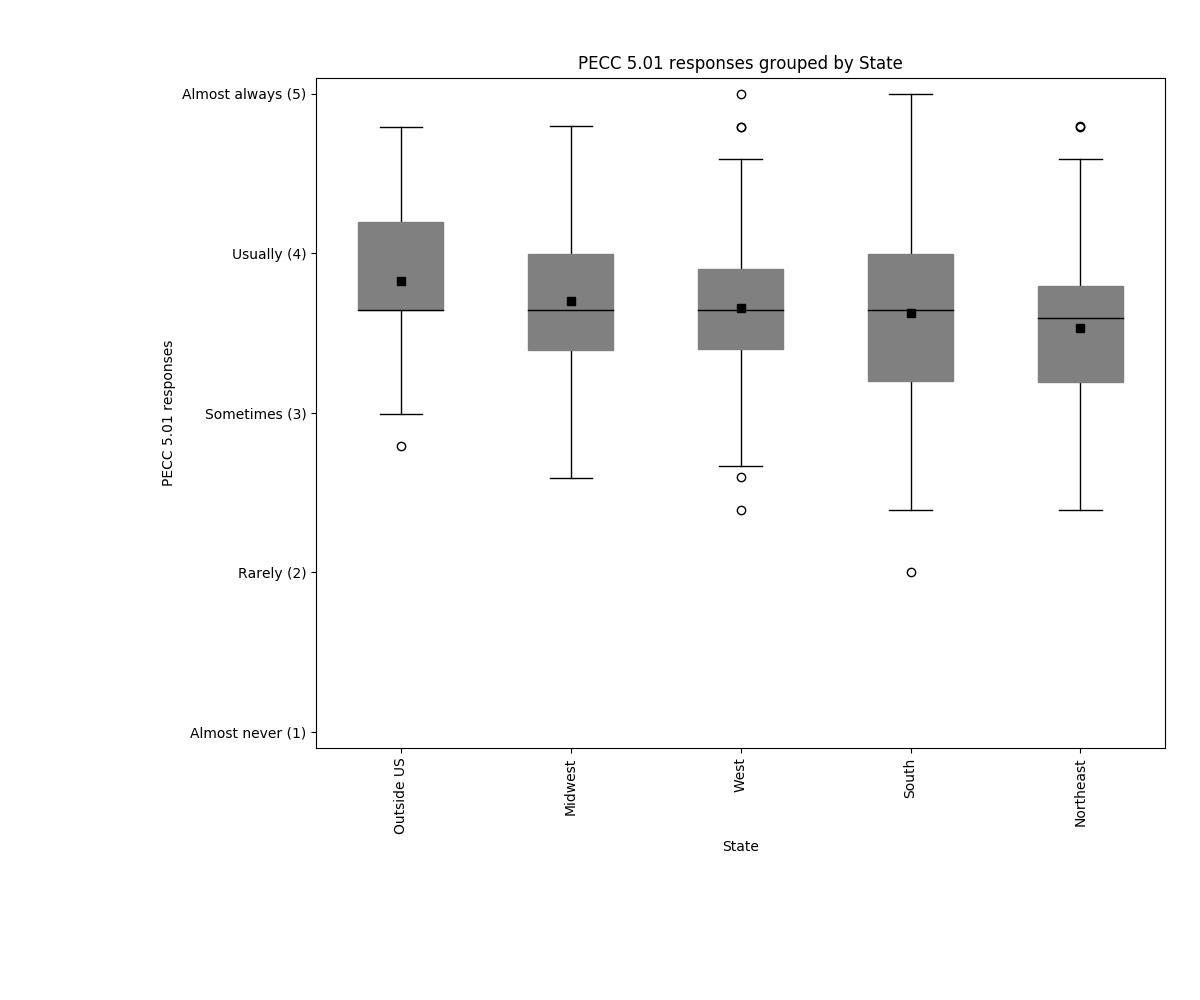 PECC 5.01 responses grouped by State
Almost always (5)
Usually (4)
Sometimes (3)
Rarely (2)
Almost never (1)
PECC 5.01 responses
Outside US
Midwest
West
South
Northeast
State